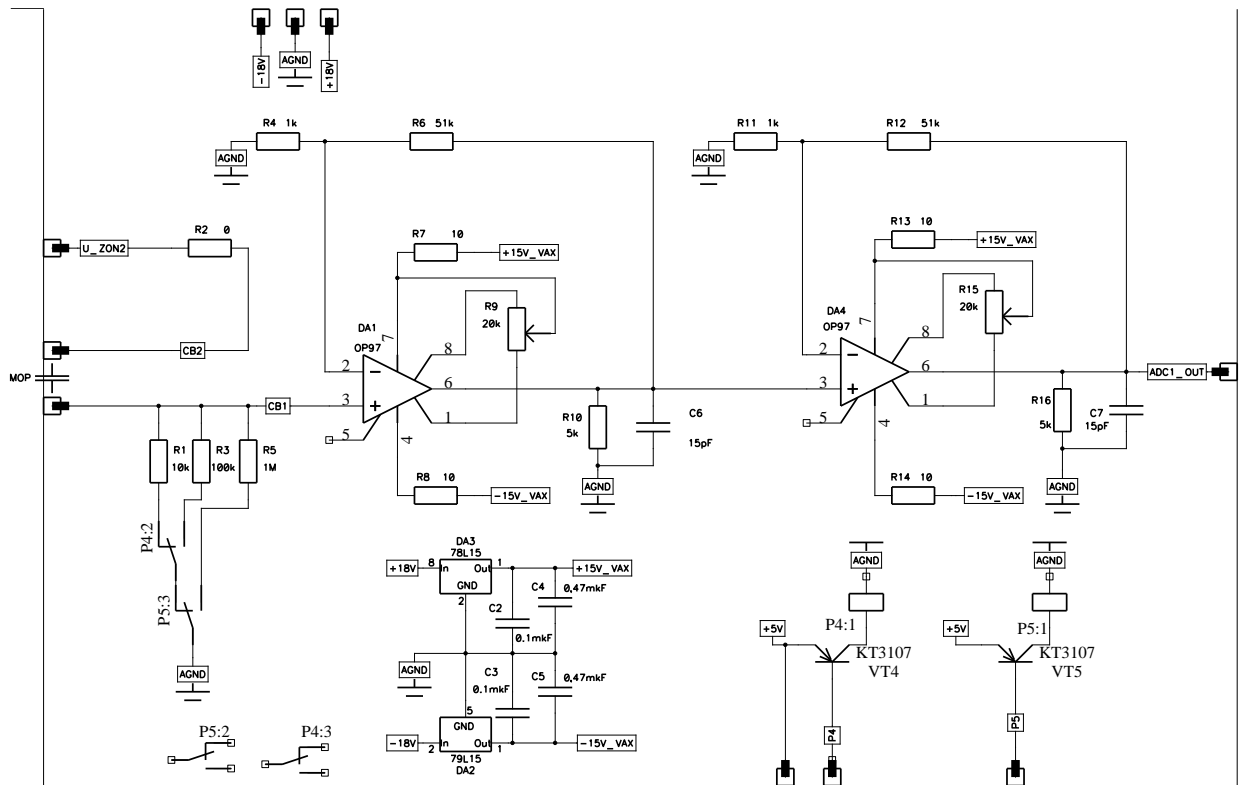 -18V
AGND
+18V
R4 1k
R6 51k
R11 1k
R12 51k
AGND
AGND
U_ZON2
R2 0
R7 10
+15V_VAX
R13 10
+15V_VAX
R9
20k
R15
20k
DA1
OP97
7
8
DA4
OP97
7
8
CB2
MOP
2
6
2
6
ADC1_OUT
CB1
3
1
3
1
5
4
5
4
R10
5k
C6
15pF
R16
5k
C7
15pF
R1
10k
R3
100k
R5
1M
AGND
AGND
R8 10
-15V_VAX
R14 10
-15V_VAX
P4:2
P5:3
AGND
DA3
78L15
+18V
8
In
Out
1
GND
2
+15V_VAX
C4
0.47mkF
C2
0.1mkF
AGND
C3
0.1mkF
C5
0.47mkF
5
GND
-18V
2
In
Out
1
-15V_VAX
79L15
DA2
P5:2
P4:3
AGND
AGND
P4:1
P5:1
+5V
KT3107
VT4
+5V
KT3107
VT5
P4
P5